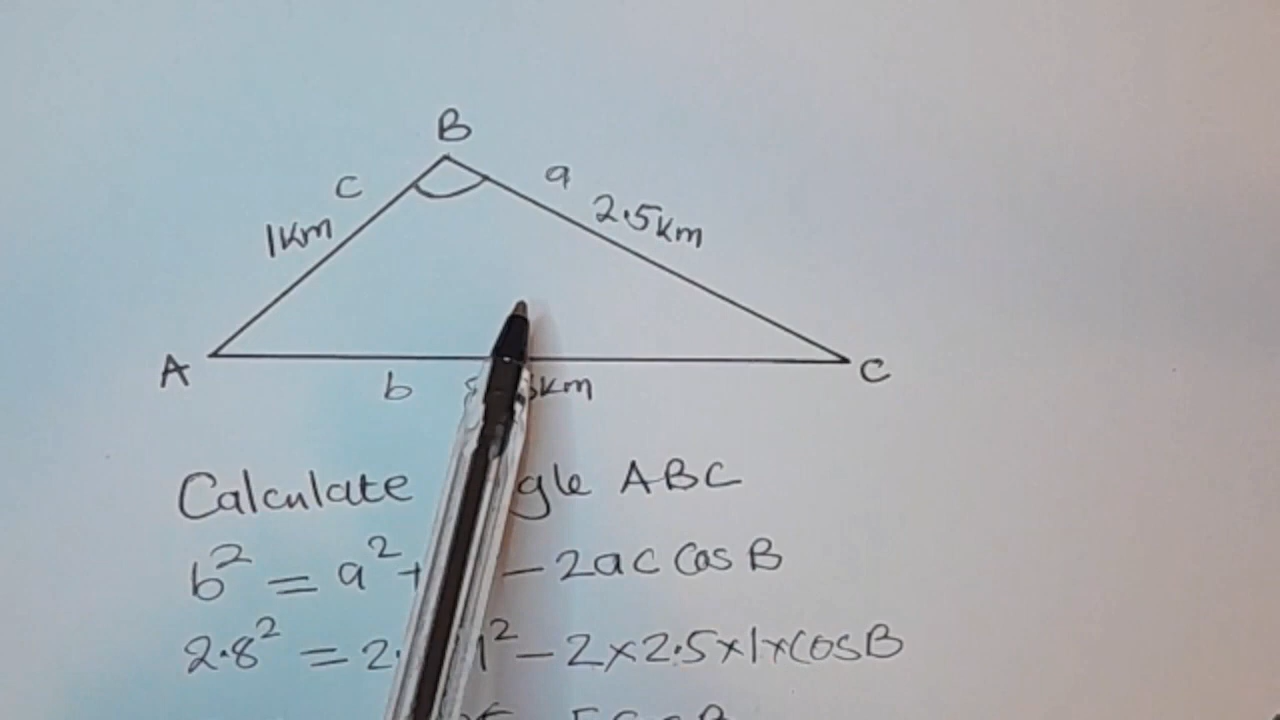 B
c
a
1km
2.5km
A
C
b
km
Calculate gle ABC
b² = a² + – 2ac Cos B
2.8² = 2. 1² – 2×2.5×1×CosB